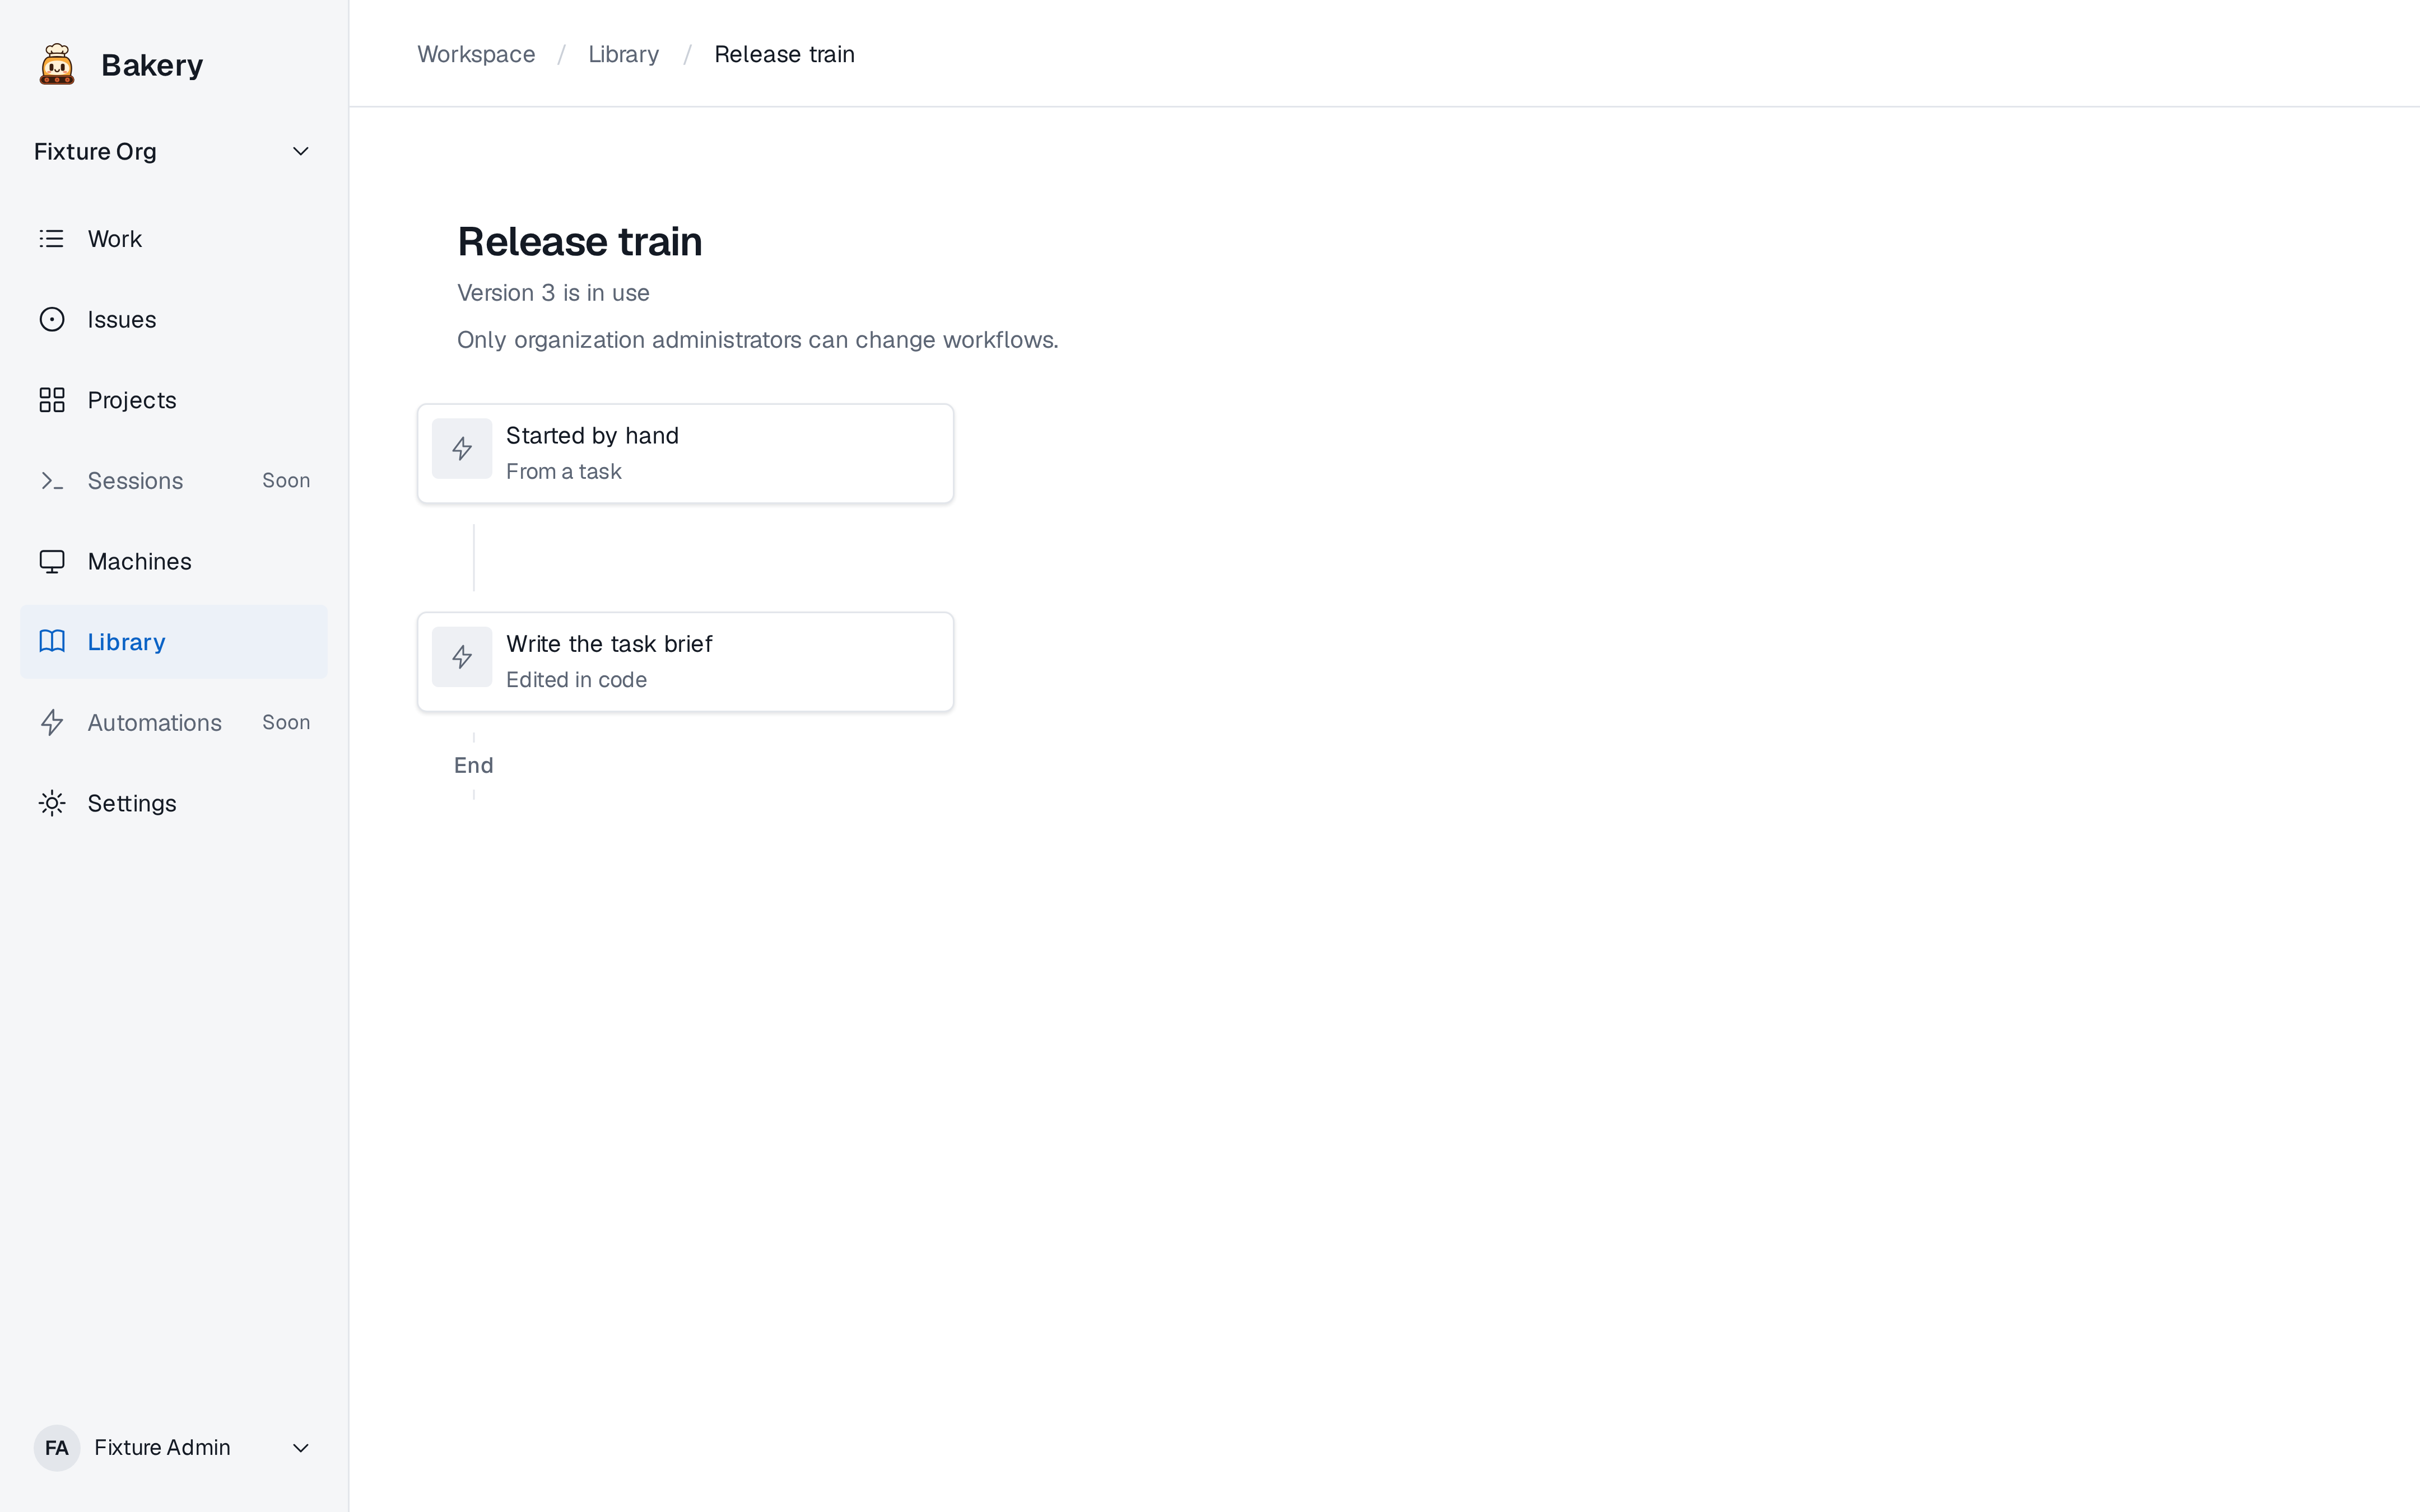 Bakery
Fixture Org
Work
Issues
Projects
Sessions Soon
Machines
Library
Automations Soon
Settings
FA Fixture Admin
Workspace / Library / Release train
Release train
Version 3 is in use
Only organization administrators can change workflows.
Started by hand
From a task
Write the task brief
Edited in code
End